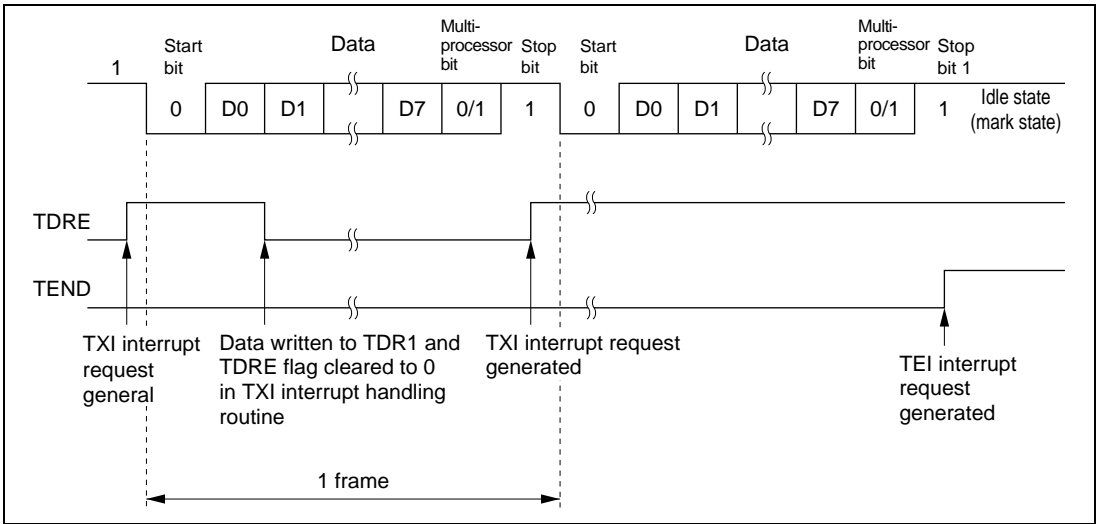 1
Start bit
Data
Multi-processor bit
Stop bit
Start bit
Data
Multi-processor bit
Stop bit 1
0 D0 D1 D7 0/1 1 0 D0 D1 D7 0/1 1
Idle state
(mark state)
TDRE
TEND
TXI interrupt
request
general
Data written to TDR1 and
TDRE flag cleared to 0
in TXI interrupt handling
routine
TXI interrupt request
generated
TEI interrupt
request
generated
1 frame